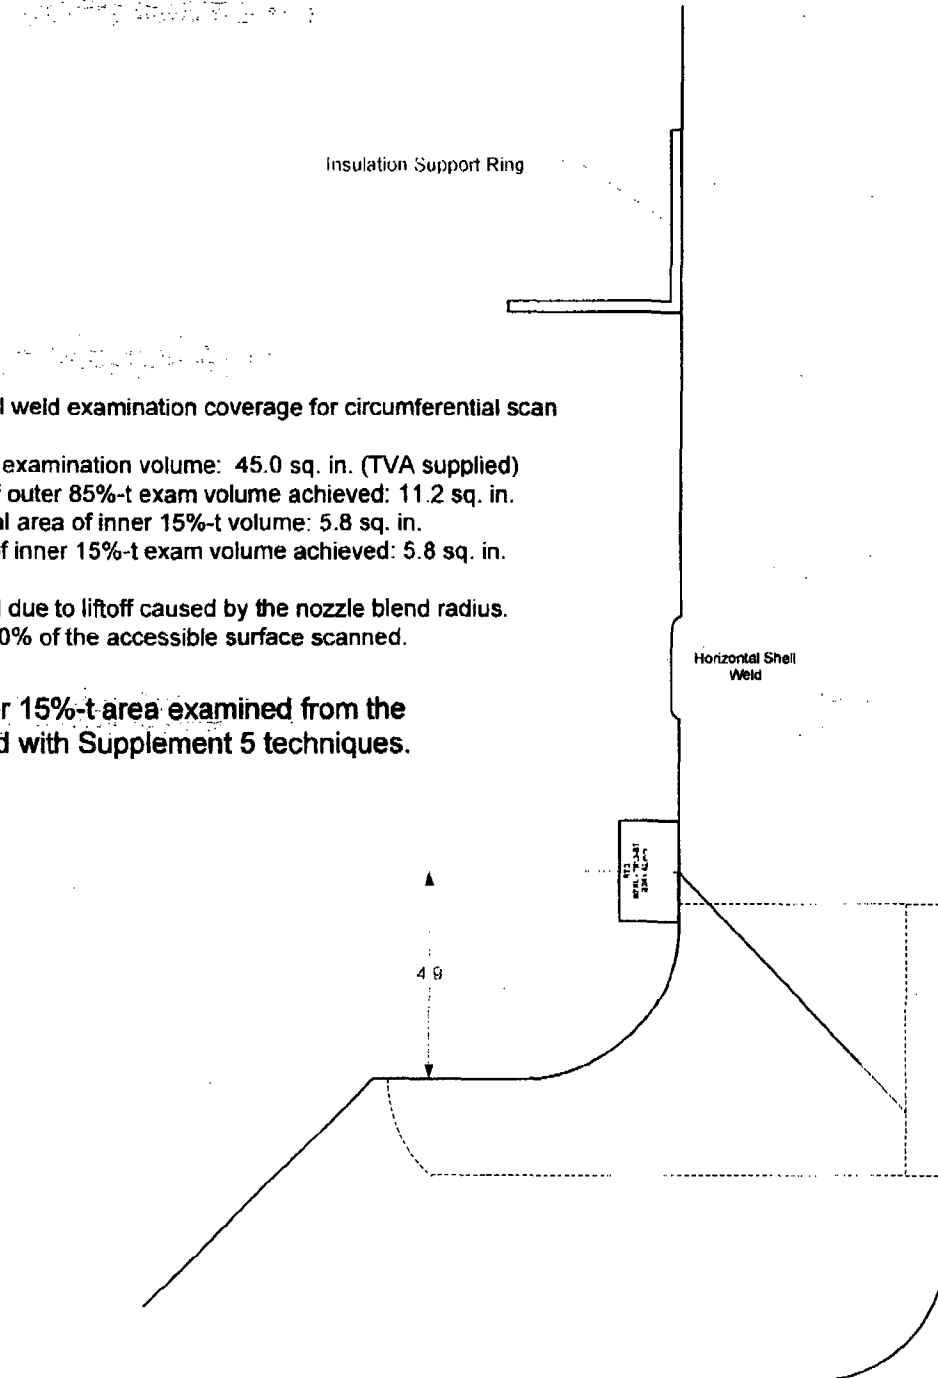 Insulation Support Ring
weld examination coverage for circumferential scan
examination volume: 45.0 sq. in. (TVA supplied)
outer 85%-t exam volume achieved: 11.2 sq. in.
area of inner 15%-t volume: 5.8 sq. in.
inner 15%-t exam volume achieved: 5.8 sq. in.
due to liftoff caused by the nozzle blend radius.
0% of the accessible surface scanned.
Horizontal Shell
Weld
r 15%-t area examined from the
d with Supplement 5 techniques.
4.9